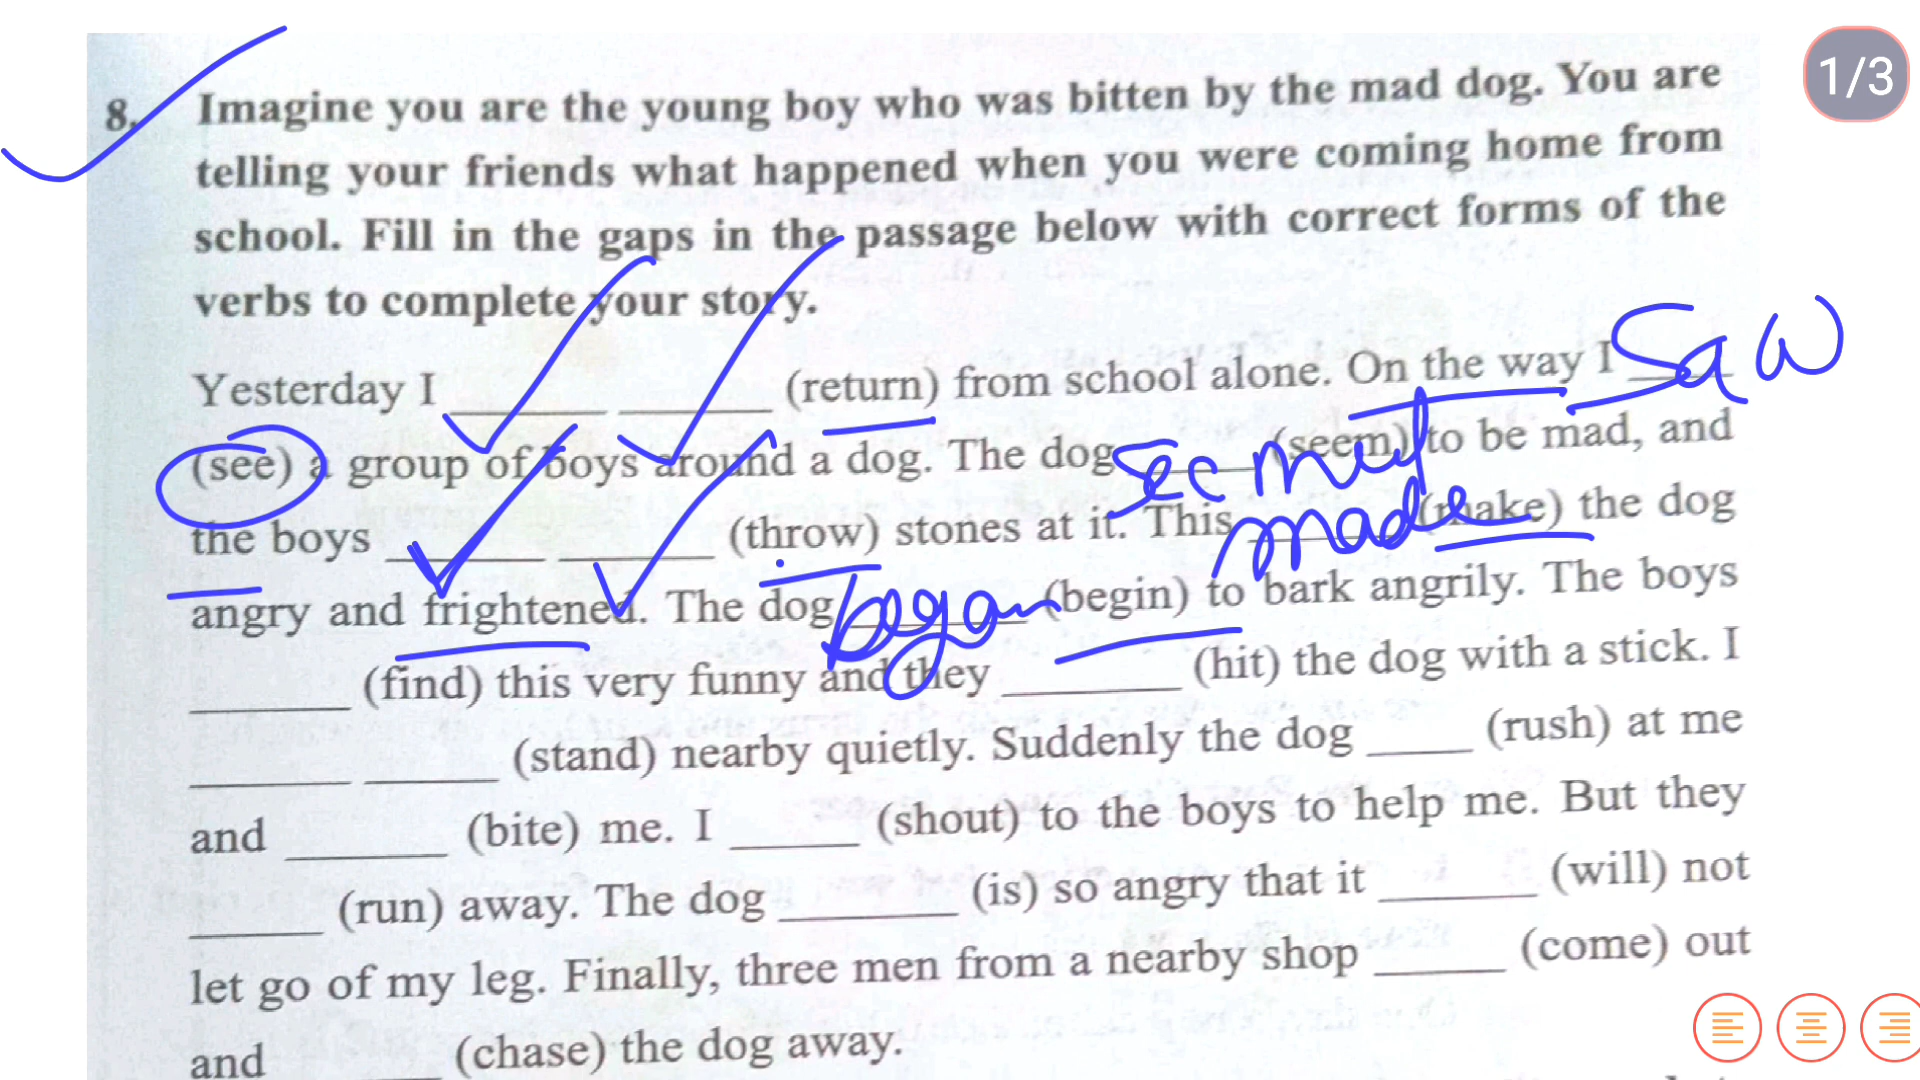 1/3
8. Imagine you are the young boy who was bitten by the mad dog. You are
telling your friends what happened when you were coming home from
school. Fill in the gaps in the passage below with correct forms of the
verbs to complete your story.
Yesterday I ______ ______ (return) from school alone. On the way I saw
(see) a group of boys around a dog. The dog seemed (seem) to be mad, and
the boys ______ ______ (throw) stones at it. This made (make) the dog
angry and frightened. The dog began (begin) to bark angrily. The boys
______ (find) this very funny and they ______ (hit) the dog with a stick. I
______ ______ (stand) nearby quietly. Suddenly the dog ____ (rush) at me
and ______ (bite) me. I _____ (shout) to the boys to help me. But they
_____ (run) away. The dog ______ (is) so angry that it ______ (will) not
let go of my leg. Finally, three men from a nearby shop _____ (come) out
and ______ (chase) the dog away.